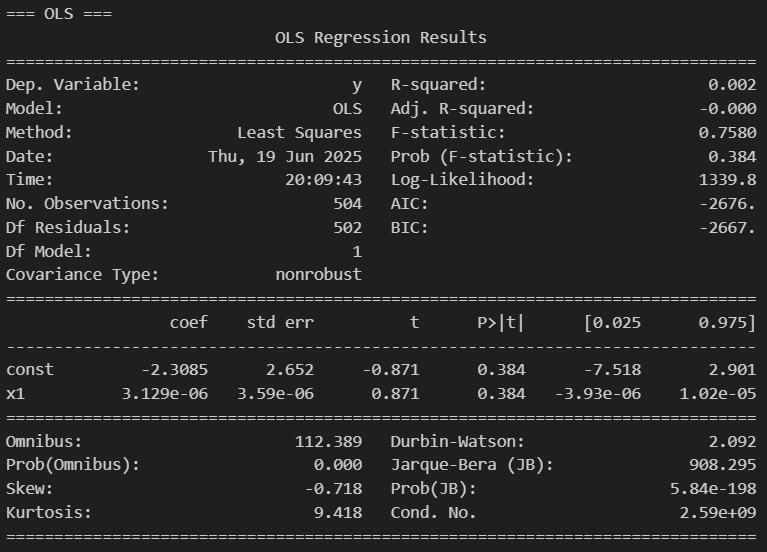 === OLS ===
                            OLS Regression Results
==============================================================================
Dep. Variable:                      y   R-squared:                       0.002
Model:                            OLS   Adj. R-squared:                 -0.000
Method:                 Least Squares   F-statistic:                    0.7580
Date:                Thu, 19 Jun 2025   Prob (F-statistic):              0.384
Time:                        20:09:43   Log-Likelihood:                 1339.8
No. Observations:                 504   AIC:                            -2676.
Df Residuals:                     502   BIC:                            -2667.
Df Model:                           1
Covariance Type:            nonrobust
==============================================================================
                 coef    std err          t      P>|t|      [0.025      0.975]
------------------------------------------------------------------------------
const         -2.3085      2.652     -0.871      0.384      -7.518       2.901
x1          3.129e-06   3.59e-06      0.871      0.384   -3.93e-06    1.02e-05
==============================================================================
Omnibus:                      112.389   Durbin-Watson:                   2.092
Prob(Omnibus):                  0.000   Jarque-Bera (JB):              908.295
Skew:                          -0.718   Prob(JB):                    5.84e-198
Kurtosis:                       9.418   Cond. No.                     2.59e+09
==============================================================================